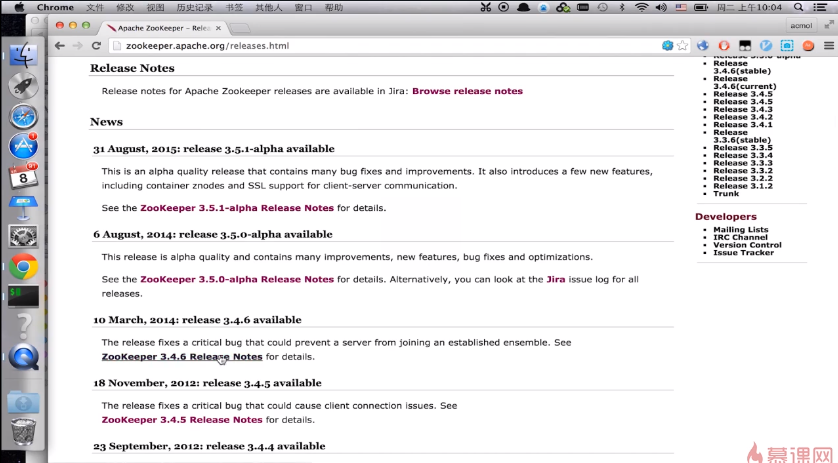 Chrome 文件 修改 视图 历史记录 书签 其他人 窗口 帮助 周二 上午10:04
Apache ZooKeeper – Releas
acmol
zookeeper.apache.org/releases.html
Release Notes
Release notes for Apache Zookeeper releases are available in Jira: Browse release notes
News
31 August, 2015: release 3.5.1-alpha available
This is an alpha quality release that contains many bug fixes and improvements. It also introduces a few new features,
including container znodes and SSL support for client-server communication.
See the ZooKeeper 3.5.1-alpha Release Notes for details.
6 August, 2014: release 3.5.0-alpha available
This release is alpha quality and contains many improvements, new features, bug fixes and optimizations.
See the ZooKeeper 3.5.0-alpha Release Notes for details. Alternatively, you can look at the Jira issue log for all
releases.
10 March, 2014: release 3.4.6 available
The release fixes a critical bug that could prevent a server from joining an established ensemble. See
ZooKeeper 3.4.6 Release Notes for details.
18 November, 2012: release 3.4.5 available
The release fixes a critical bug that could cause client connection issues. See
ZooKeeper 3.4.5 Release Notes for details.
23 September, 2012: release 3.4.4 available
Release
3.4.6(stable)
Release
3.4.6(current)
Release 3.4.5
Release 3.4.5
Release 3.4.3
Release 3.4.2
Release 3.4.1
Release
3.3.6(stable)
Release 3.3.5
Release 3.3.4
Release 3.3.3
Release 3.3.2
Release 3.2.2
Release 3.1.2
Trunk
Developers
Mailing Lists
IRC Channel
Version Control
Issue Tracker
8
慕课网